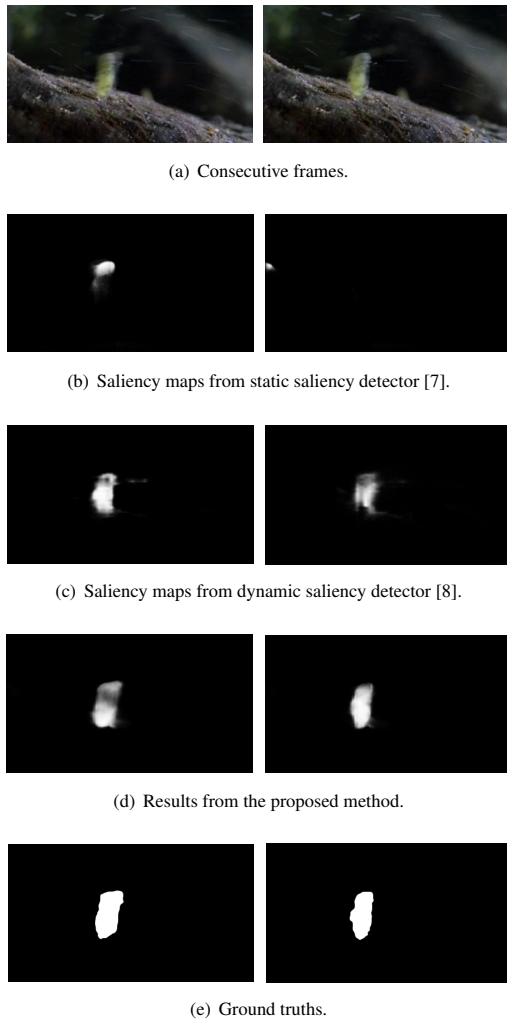 (a) Consecutive frames.
(b) Saliency maps from static saliency detector [7].
(c) Saliency maps from dynamic saliency detector [8].
(d) Results from the proposed method.
(e) Ground truths.